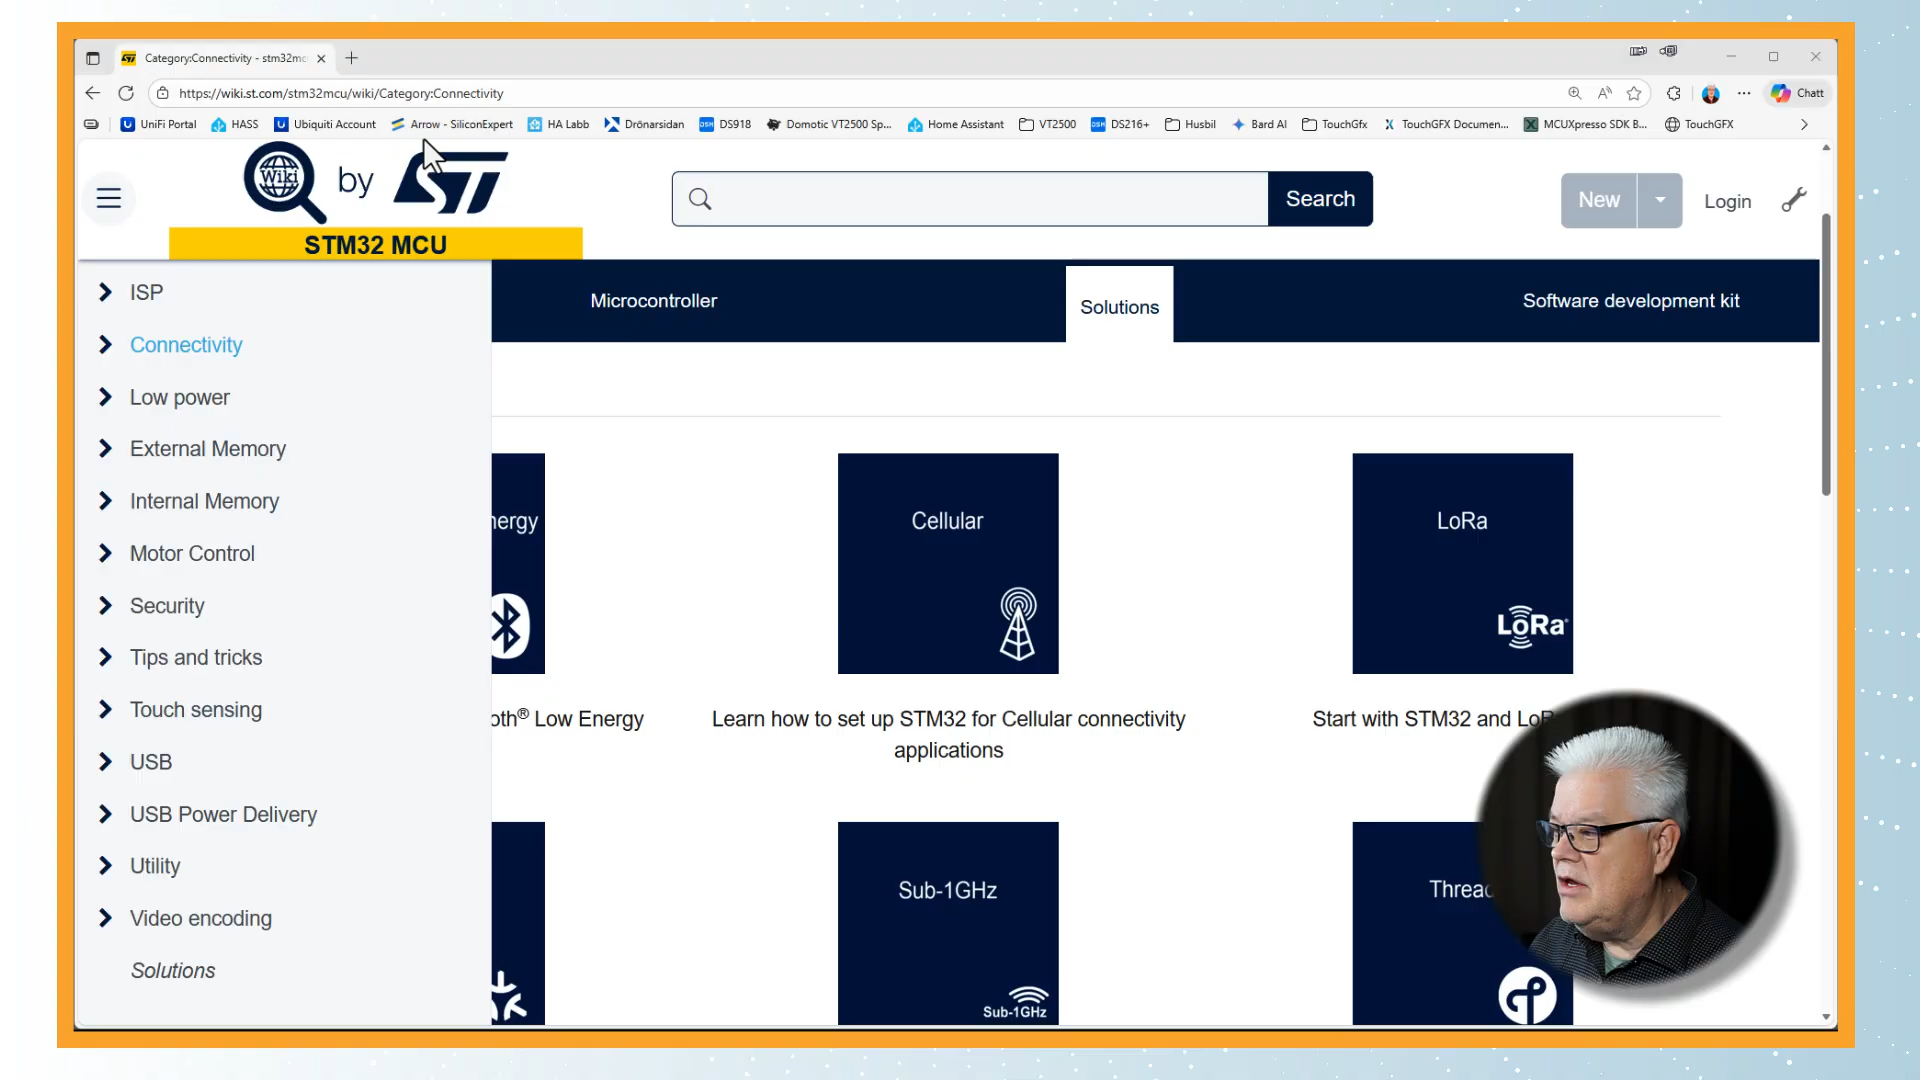 Category:Connectivity - stm32mc
https://wiki.st.com/stm32mcu/wiki/Category:Connectivity
Chatt
UniFi Portal
HASS
Ubiquiti Account
Arrow - SiliconExpert
HA Labb
Drönarsidan
DS918
Domotic VT2500 Sp...
Home Assistant
VT2500
DS216+
Husbil
Bard AI
TouchGfx
TouchGFX Documen...
MCUXpresso SDK B...
TouchGFX
Wiki by ST
STM32 MCU
Search
New
Login
Microcontroller
Solutions
Software development kit
ISP
Connectivity
Low power
External Memory
Internal Memory
Motor Control
Security
Tips and tricks
Touch sensing
USB
USB Power Delivery
Utility
Video encoding
Solutions
nergy
Cellular
LoRa
LoRa
oth® Low Energy
Learn how to set up STM32 for Cellular connectivity
applications
Start with STM32 and LoR
Sub-1GHz
Sub-1GHz
Thread